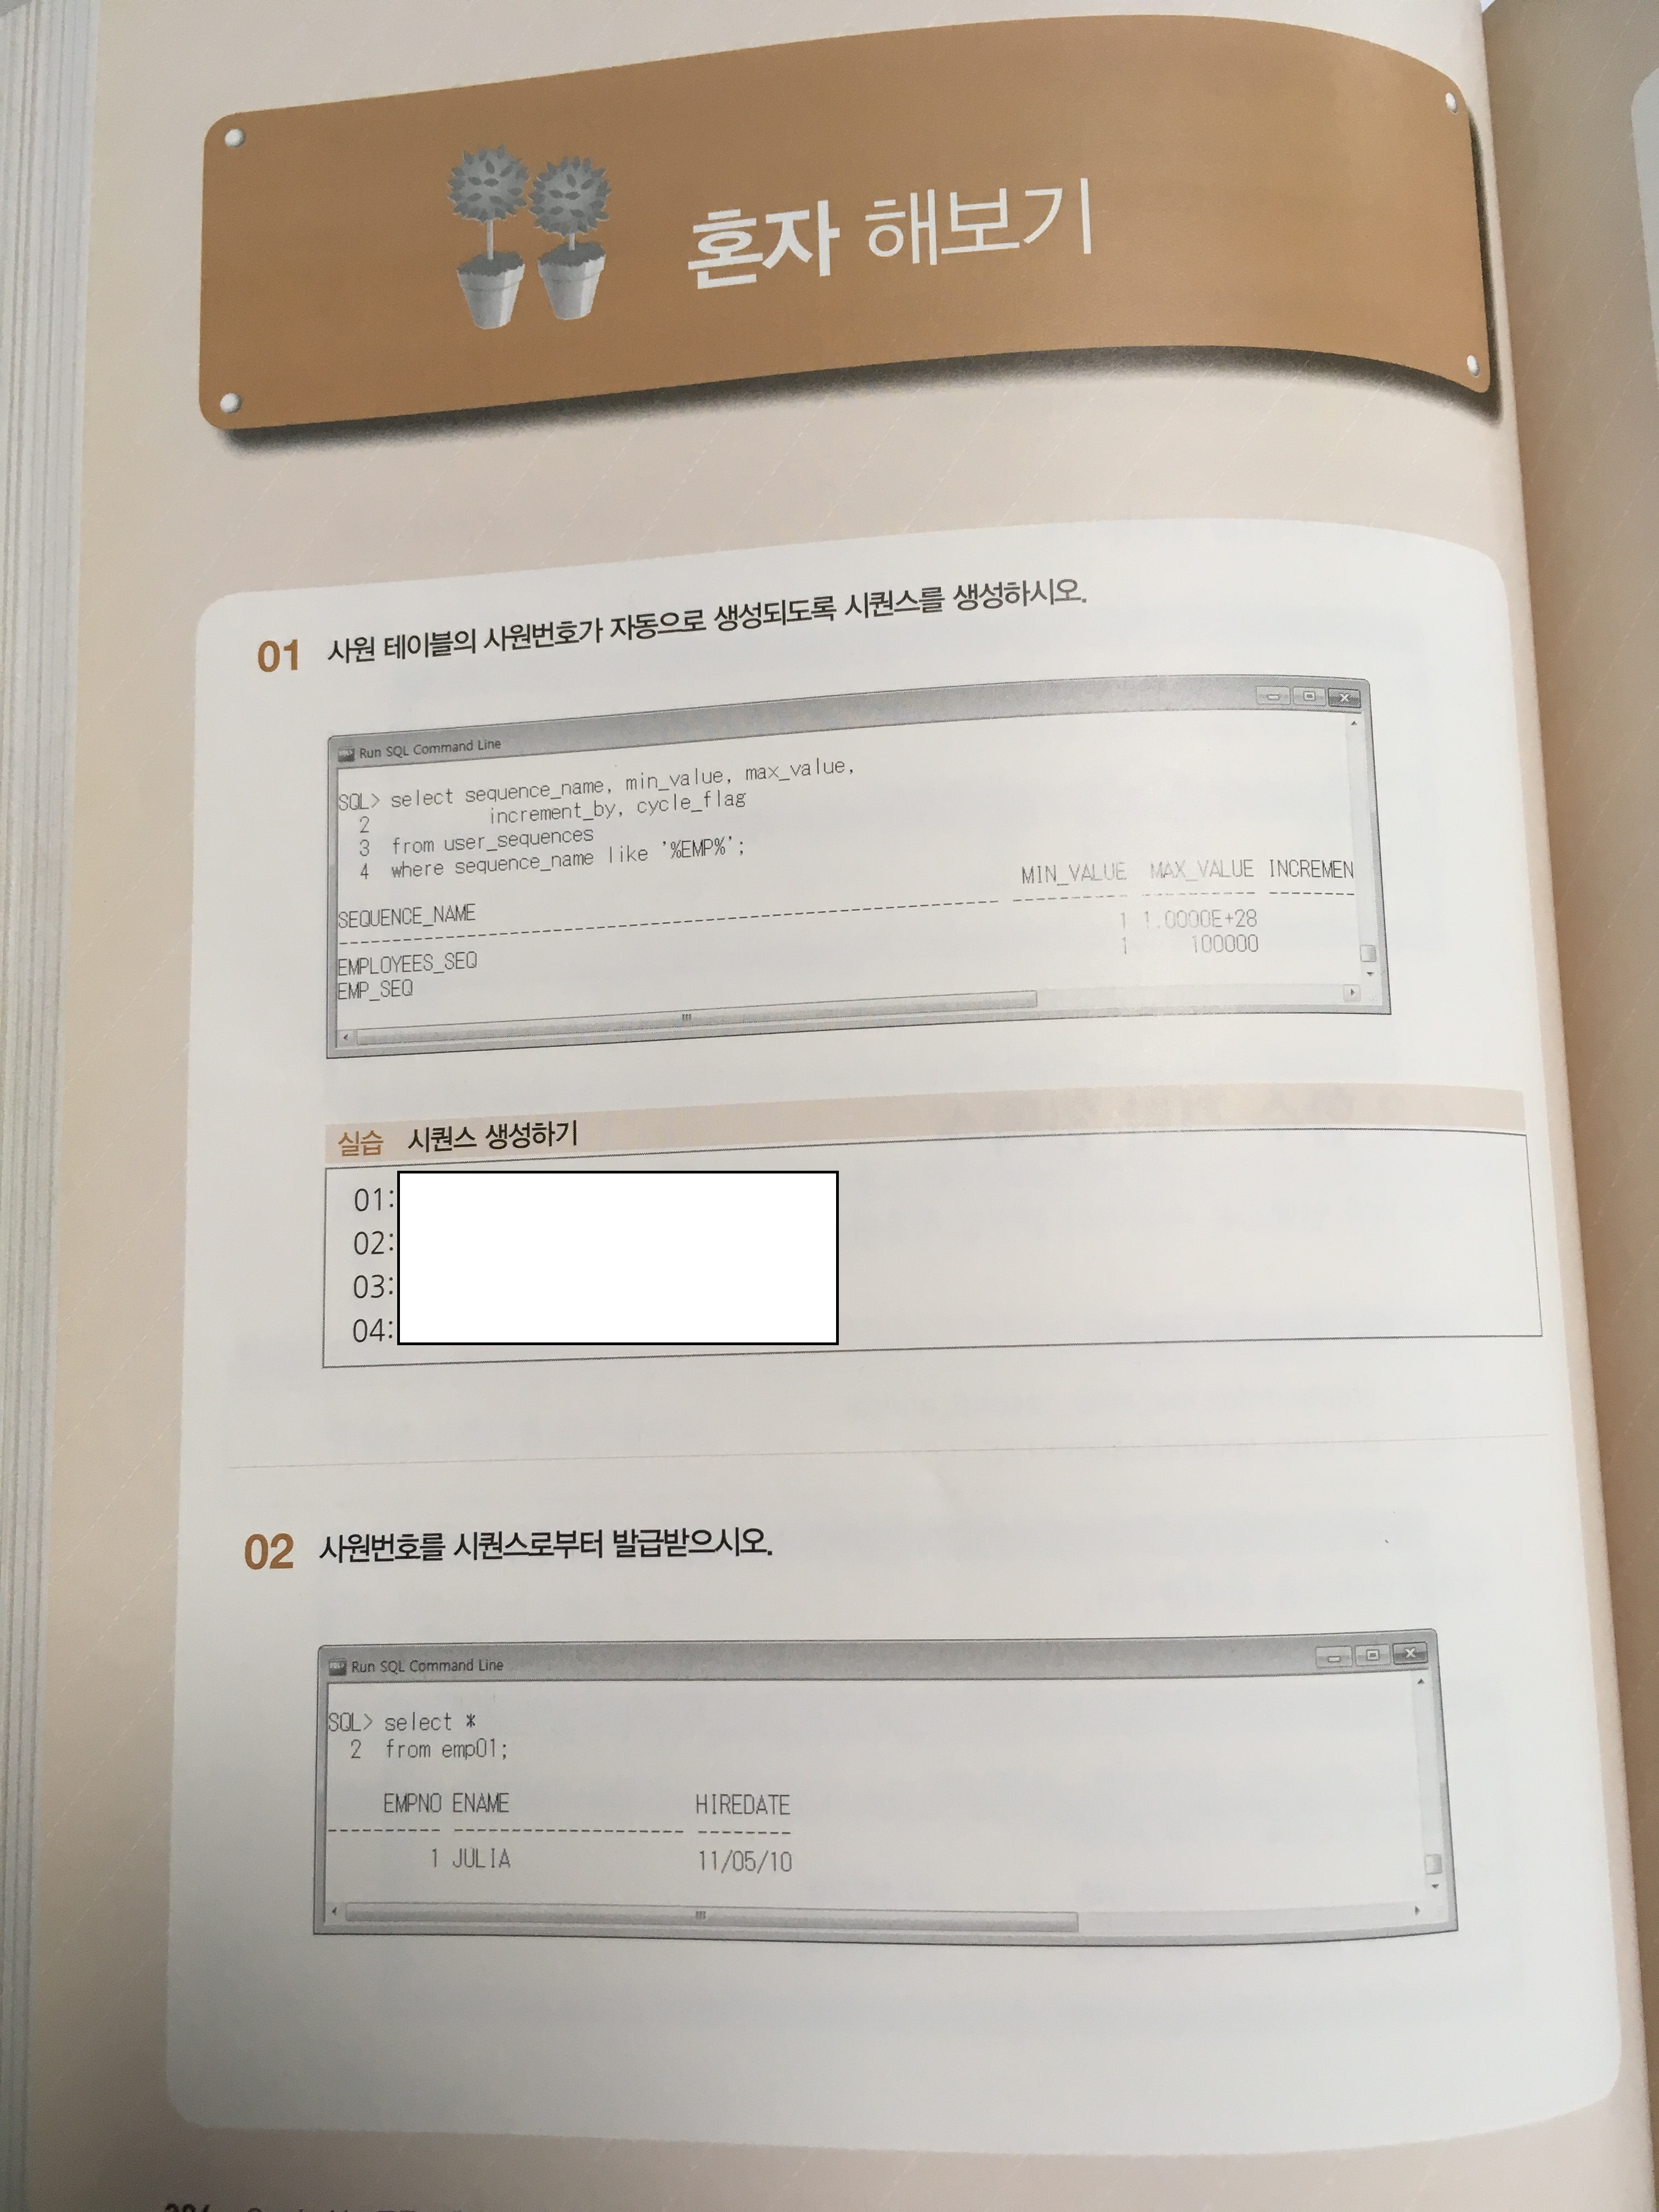 혼자 해보기
01 사원 테이블의 사원번호가 자동으로 생성되도록 시퀀스를 생성하시오.
Run SQL Command Line
SQL> select sequence_name, min_value, max_value,
2 increment_by, cycle_flag
3 from user_sequences
4 where sequence_name like '%EMP%';
SEQUENCE_NAME MIN_VALUE MAX_VALUE INCREMEN
EMPLOYEES_SEQ 1 1.0000E+28
EMP_SEQ 1 100000
실습 시퀀스 생성하기
01:
02:
03:
04:
02 사원번호를 시퀀스로부터 발급받으시오.
Run SQL Command Line
SQL> select *
2 from emp01;
EMPNO ENAME HIREDATE
1 JULIA 11/05/10